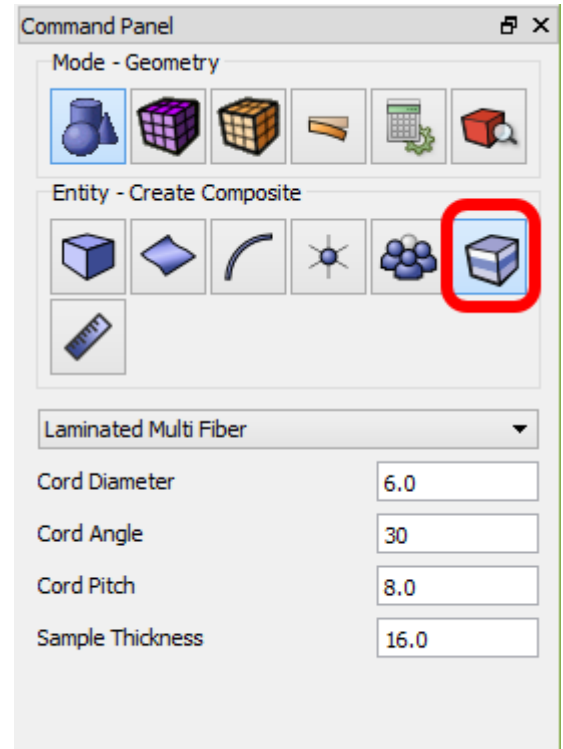 Command Panel
Mode - Geometry
Entity - Create Composite
Laminated Multi Fiber
Cord Diameter 6.0
Cord Angle 30
Cord Pitch 8.0
Sample Thickness 16.0